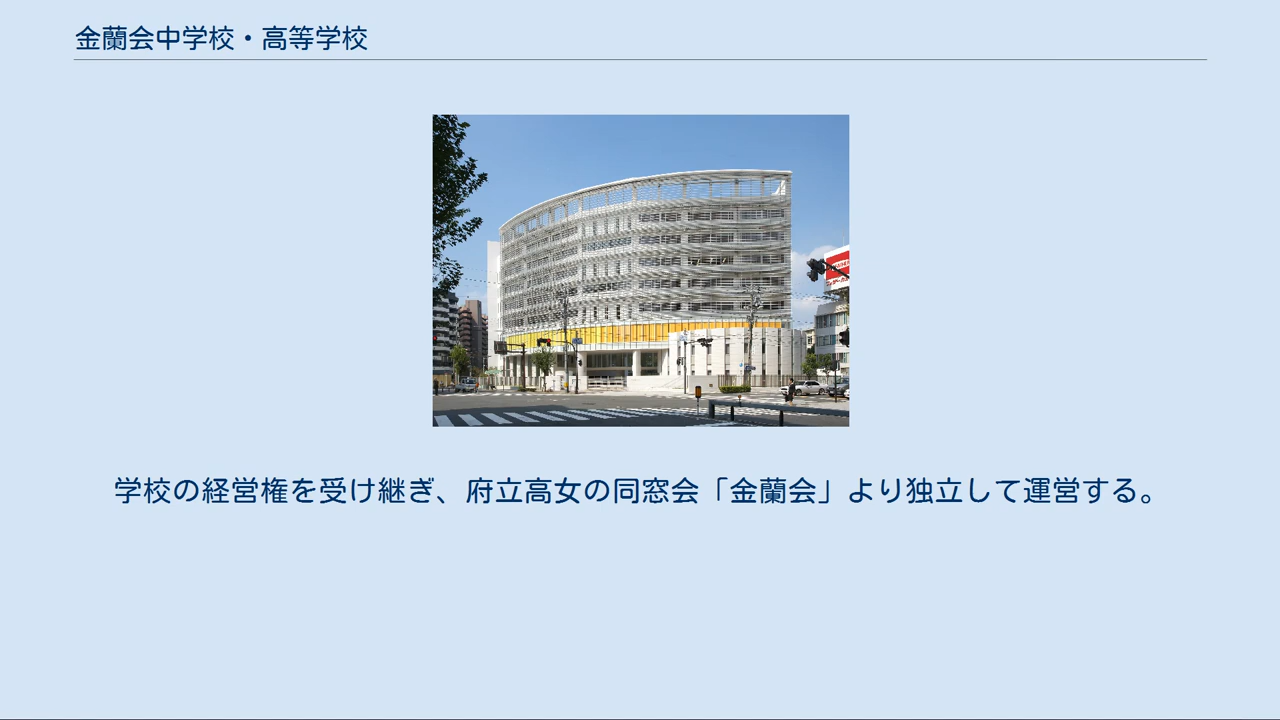 金蘭会中学校・高等学校
学校の経営権を受け継ぎ、府立高女の同窓会「金蘭会」より独立して運営する。